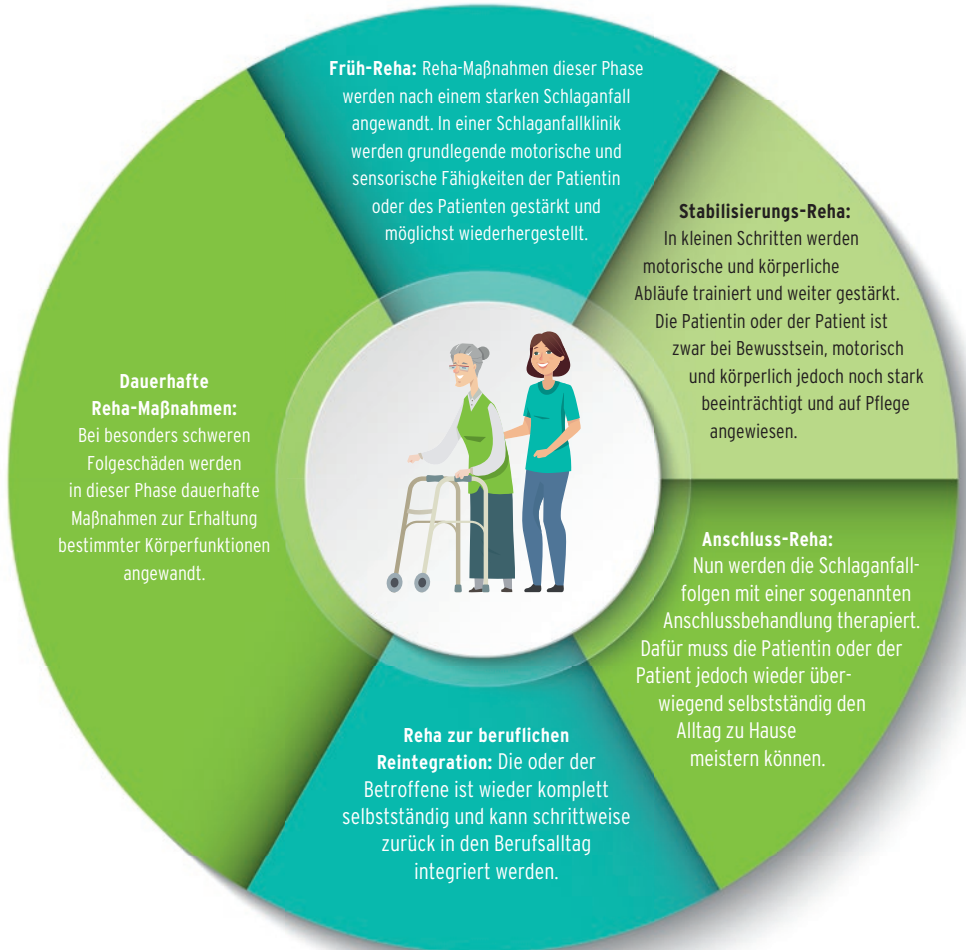 Früh-Reha: Reha-Maßnahmen dieser Phase
werden nach einem starken Schlaganfall
angewandt. In einer Schlaganfallklinik
werden grundlegende motorische und
sensorische Fähigkeiten der Patientin
oder des Patienten gestärkt und
möglichst wiederhergestellt.
Stabilisierungs-Reha:
In kleinen Schritten werden
motorische und körperliche
Abläufe trainiert und weiter gestärkt.
Die Patientin oder der Patient ist
zwar bei Bewusstsein, motorisch
und körperlich jedoch noch stark
beeinträchtigt und auf Pflege
angewiesen.
Anschluss-Reha:
Nun werden die Schlaganfall-
folgen mit einer sogenannten
Anschlussbehandlung therapiert.
Dafür muss die Patientin oder der
Patient jedoch wieder über-
wiegend selbstständig den
Alltag zu Hause
meistern können.
Reha zur beruflichen
Reintegration: Die oder der
Betroffene ist wieder komplett
selbstständig und kann schrittweise
zurück in den Berufsalltag
integriert werden.
Dauerhafte
Reha-Maßnahmen:
Bei besonders schweren
Folgeschäden werden
in dieser Phase dauerhafte
Maßnahmen zur Erhaltung
bestimmter Körperfunktionen
angewandt.